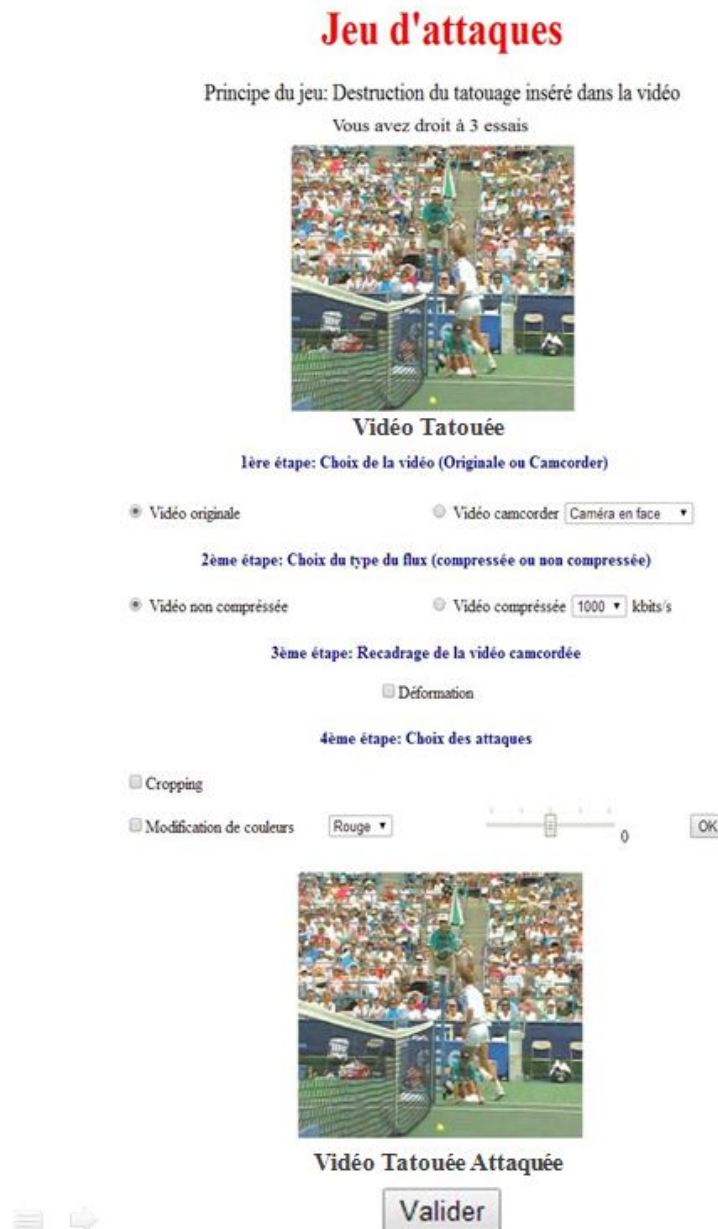 Jeu d'attaques
Principe du jeu: Destruction du tatouage inséré dans la vidéo
Vous avez droit à 3 essais
Vidéo Tatouée
1ère étape: Choix de la vidéo (Originale ou Camcorder)
Vidéo originale Vidéo camcorder Caméra en face
2ème étape: Choix du type du flux (compressée ou non compressée)
Vidéo non compréssée Vidéo compréssée 1000 kbits/s
3ème étape: Recadrage de la vidéo camcordée
Déformation
4ème étape: Choix des attaques
Cropping
Modification de couleurs Rouge 0 OK
Vidéo Tatouée Attaquée
Valider